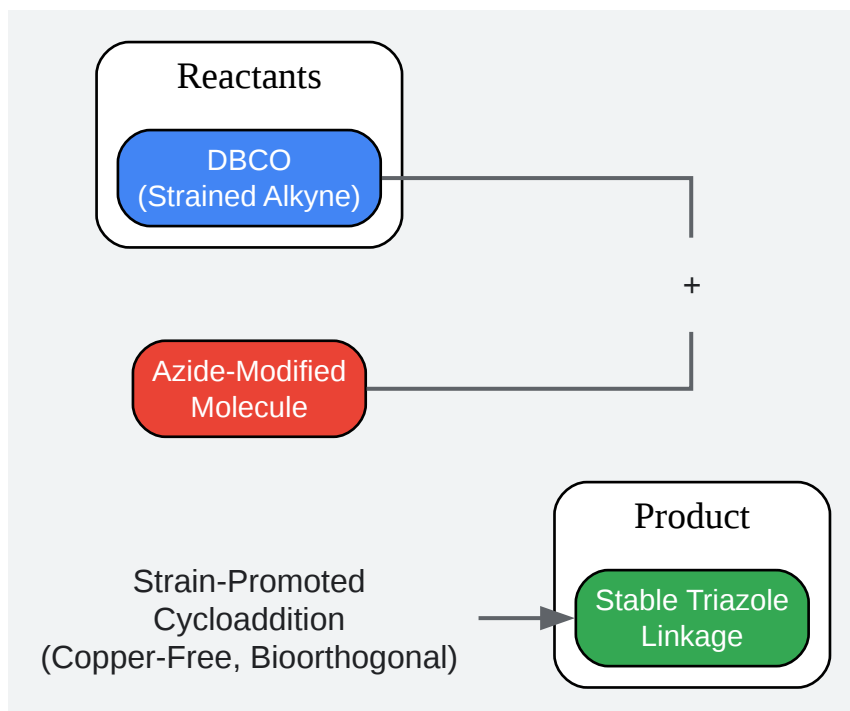 Reactants
DBCO
(Strained Alkyne)
+
Azide-Modified
Molecule
Product
Strain-Promoted
Cycloaddition
(Copper-Free, Bioorthogonal)
Stable Triazole
Linkage